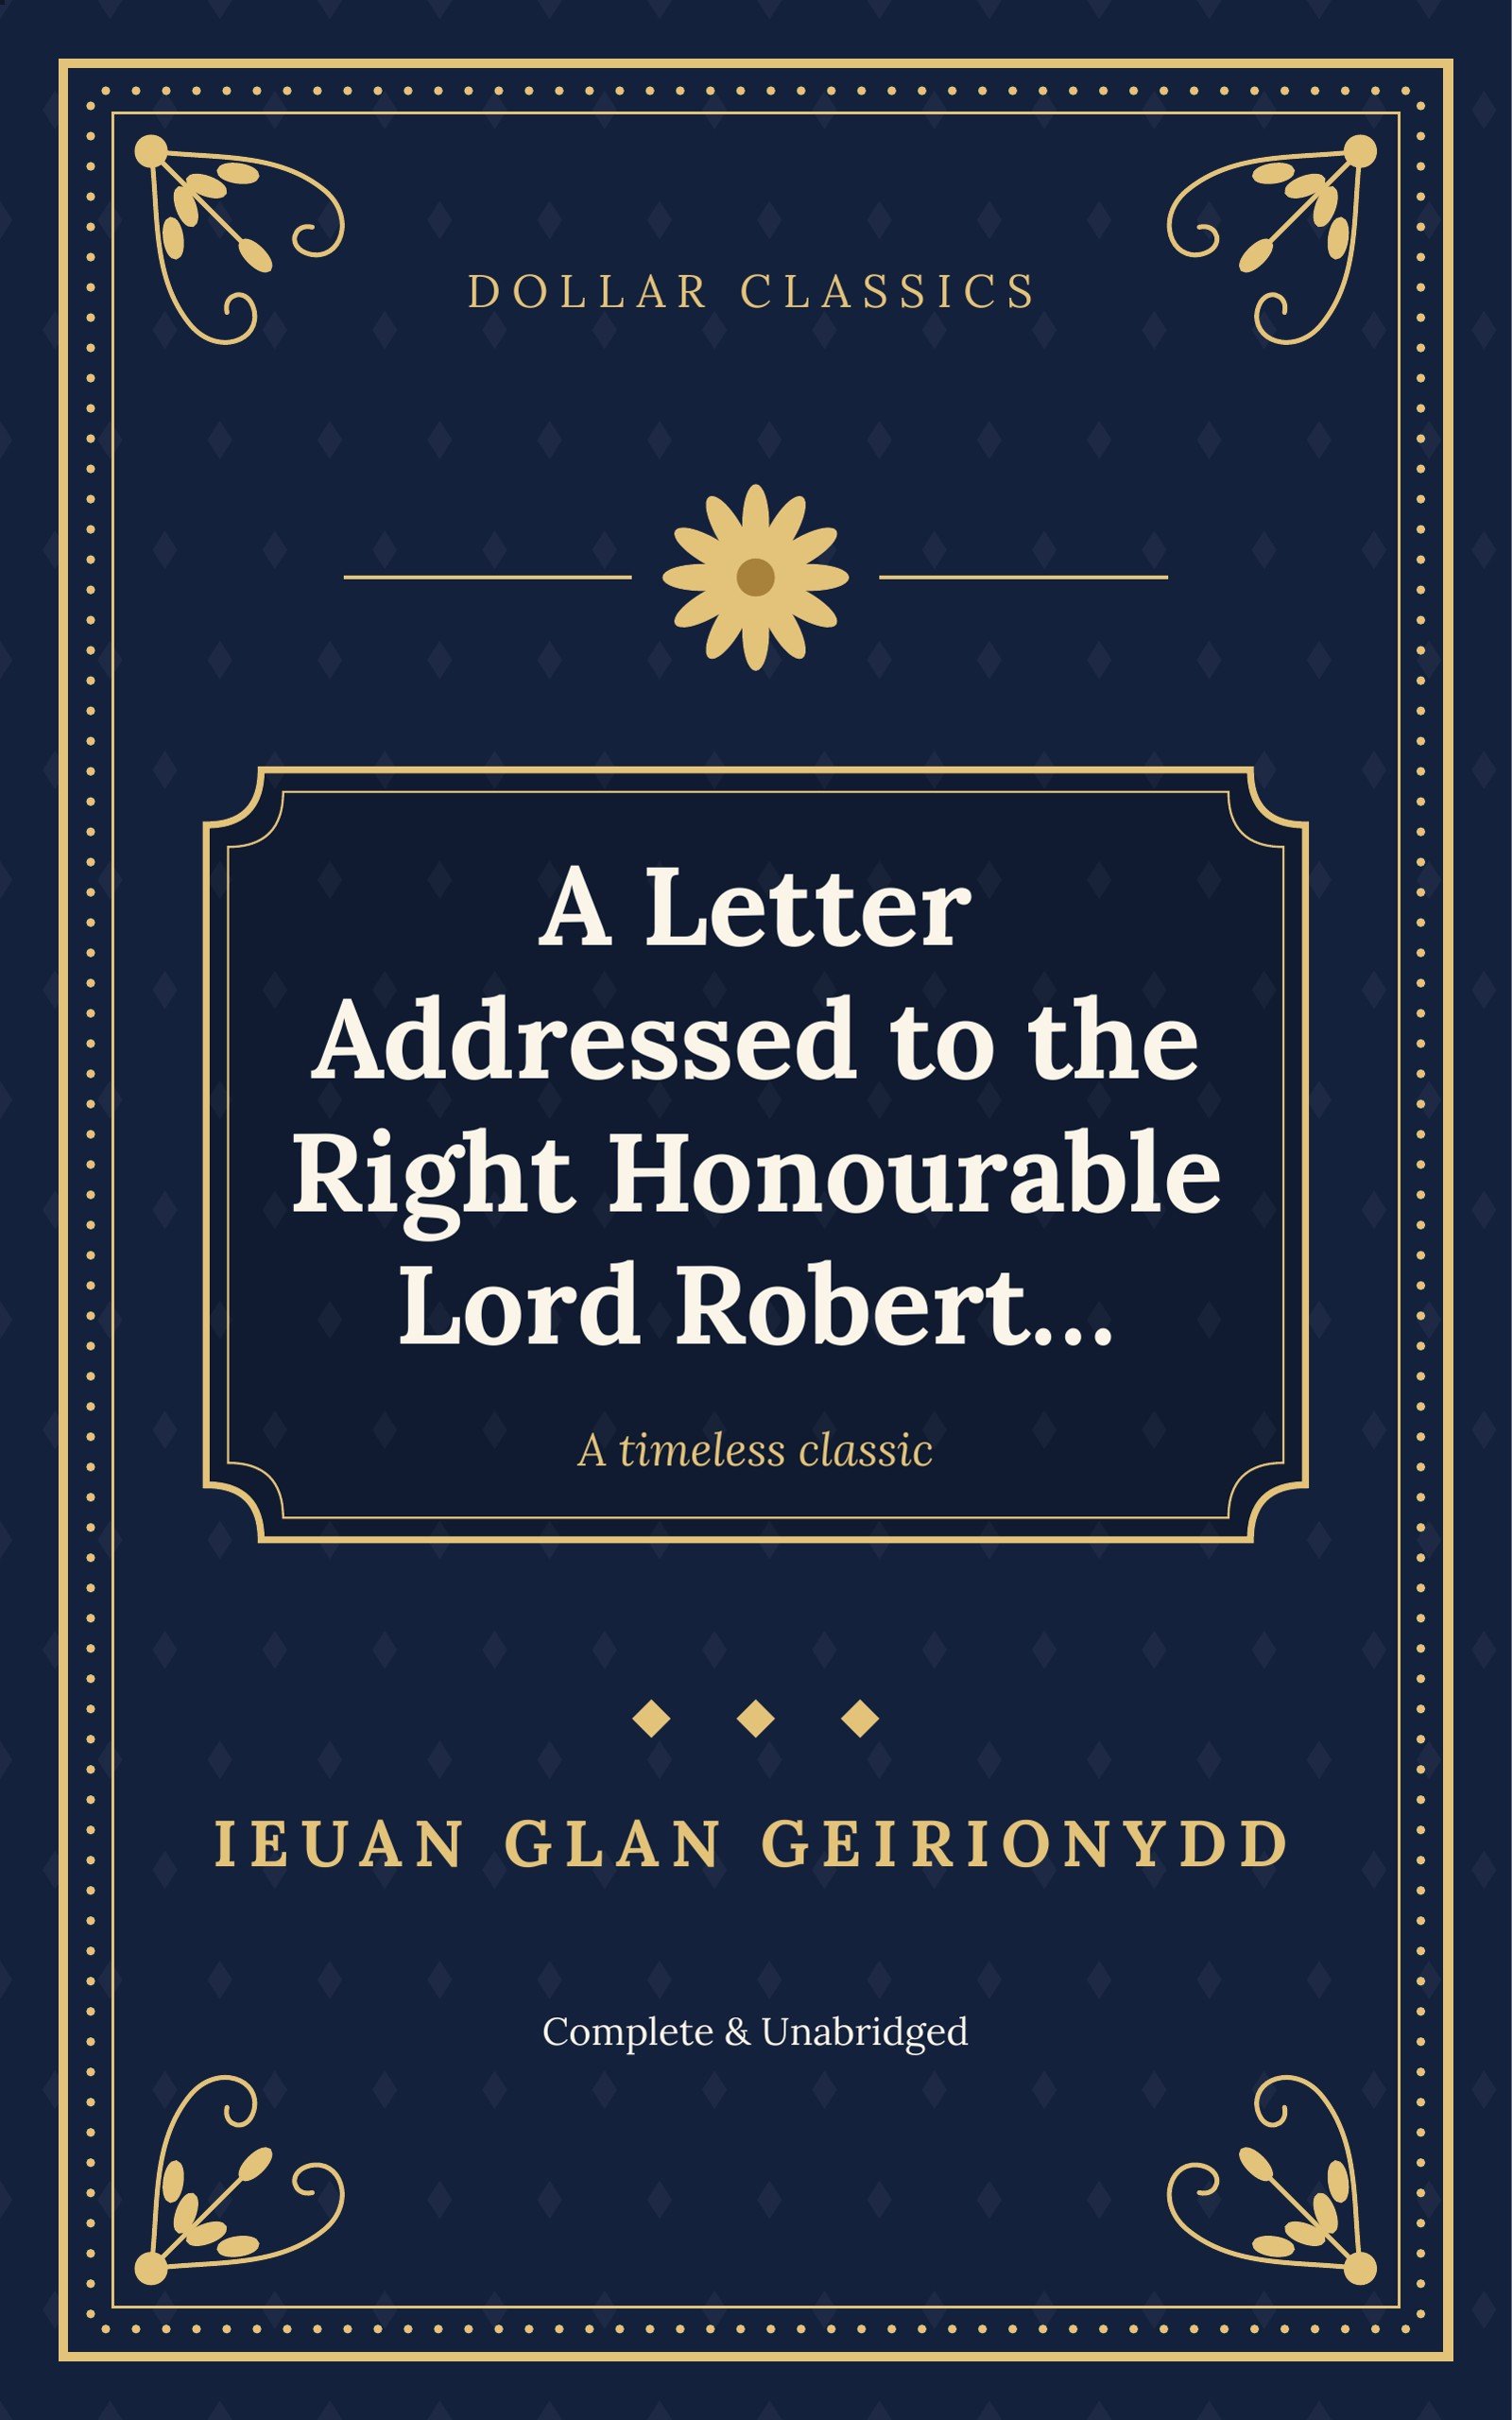 DOLLAR CLASSICS
A Letter
Addressed to the
Right Honourable
Lord Robert...
A timeless classic
IEUAN GLAN GEIRIONYDD
Complete & Unabridged